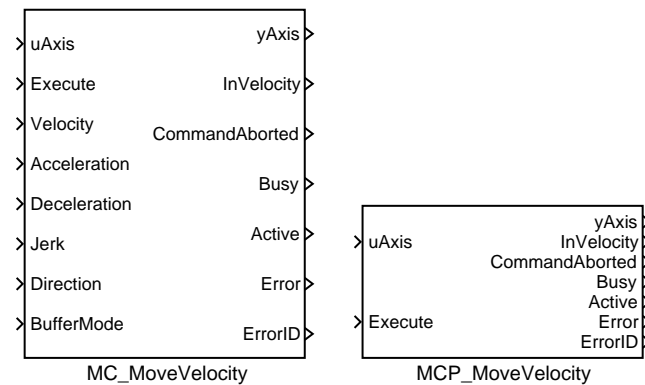 uAxis
Execute
Velocity
Acceleration
Deceleration
Jerk
Direction
BufferMode
yAxis
InVelocity
CommandAborted
Busy
Active
Error
ErrorID
MC_MoveVelocity
uAxis
Execute
yAxis
InVelocity
CommandAborted
Busy
Active
Error
ErrorID
MCP_MoveVelocity